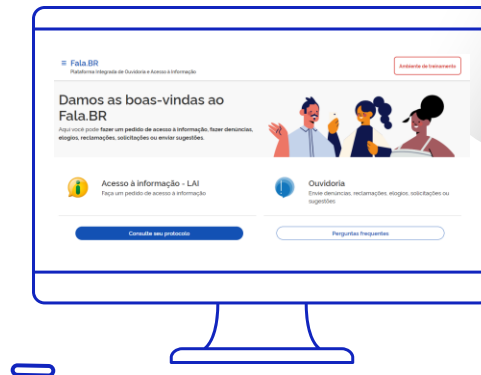 ≡ Fala.BR
Plataforma Integrada de Ouvidoria e Acesso à Informação
Ambiente de treinamento
Damos as boas-vindas ao
Fala.BR
Aqui você pode fazer um pedido de acesso à informação, fazer denúncias,
elogios, reclamações, solicitações ou enviar sugestões.
Acesso à informação - LAI
Faça um pedido de acesso à informação
Ouvidoria
Envie denúncias, reclamações, elogios, solicitações ou
sugestões
Consulte seu protocolo
Perguntas frequentes